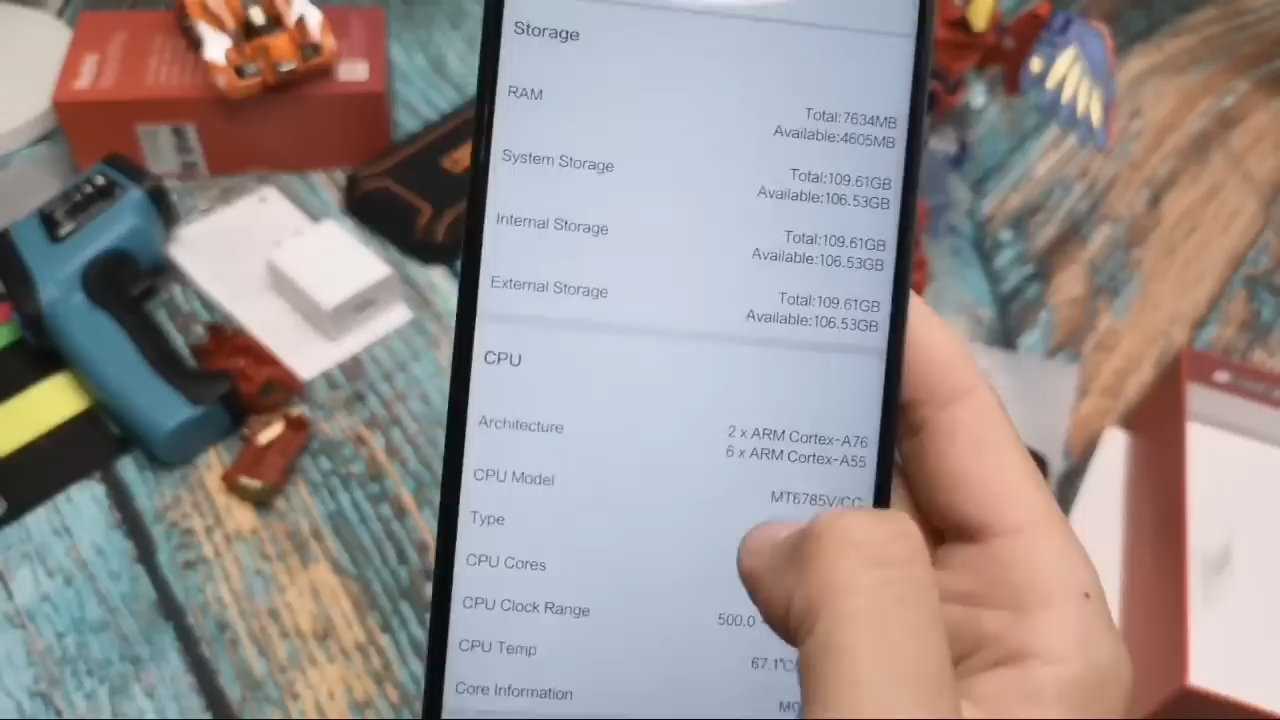 Storage
RAM
Total:7634MB
Available:4605MB
System Storage
Total:109.61GB
Available:106.53GB
Internal Storage
Total:109.61GB
Available:106.53GB
External Storage
Total:109.61GB
Available:106.53GB
CPU
Architecture
2 x ARM Cortex-A76
6 x ARM Cortex-A55
CPU Model
MT6785V/CC
Type
CPU Cores
CPU Clock Range
500.0
CPU Temp
67.1°C
Core Information